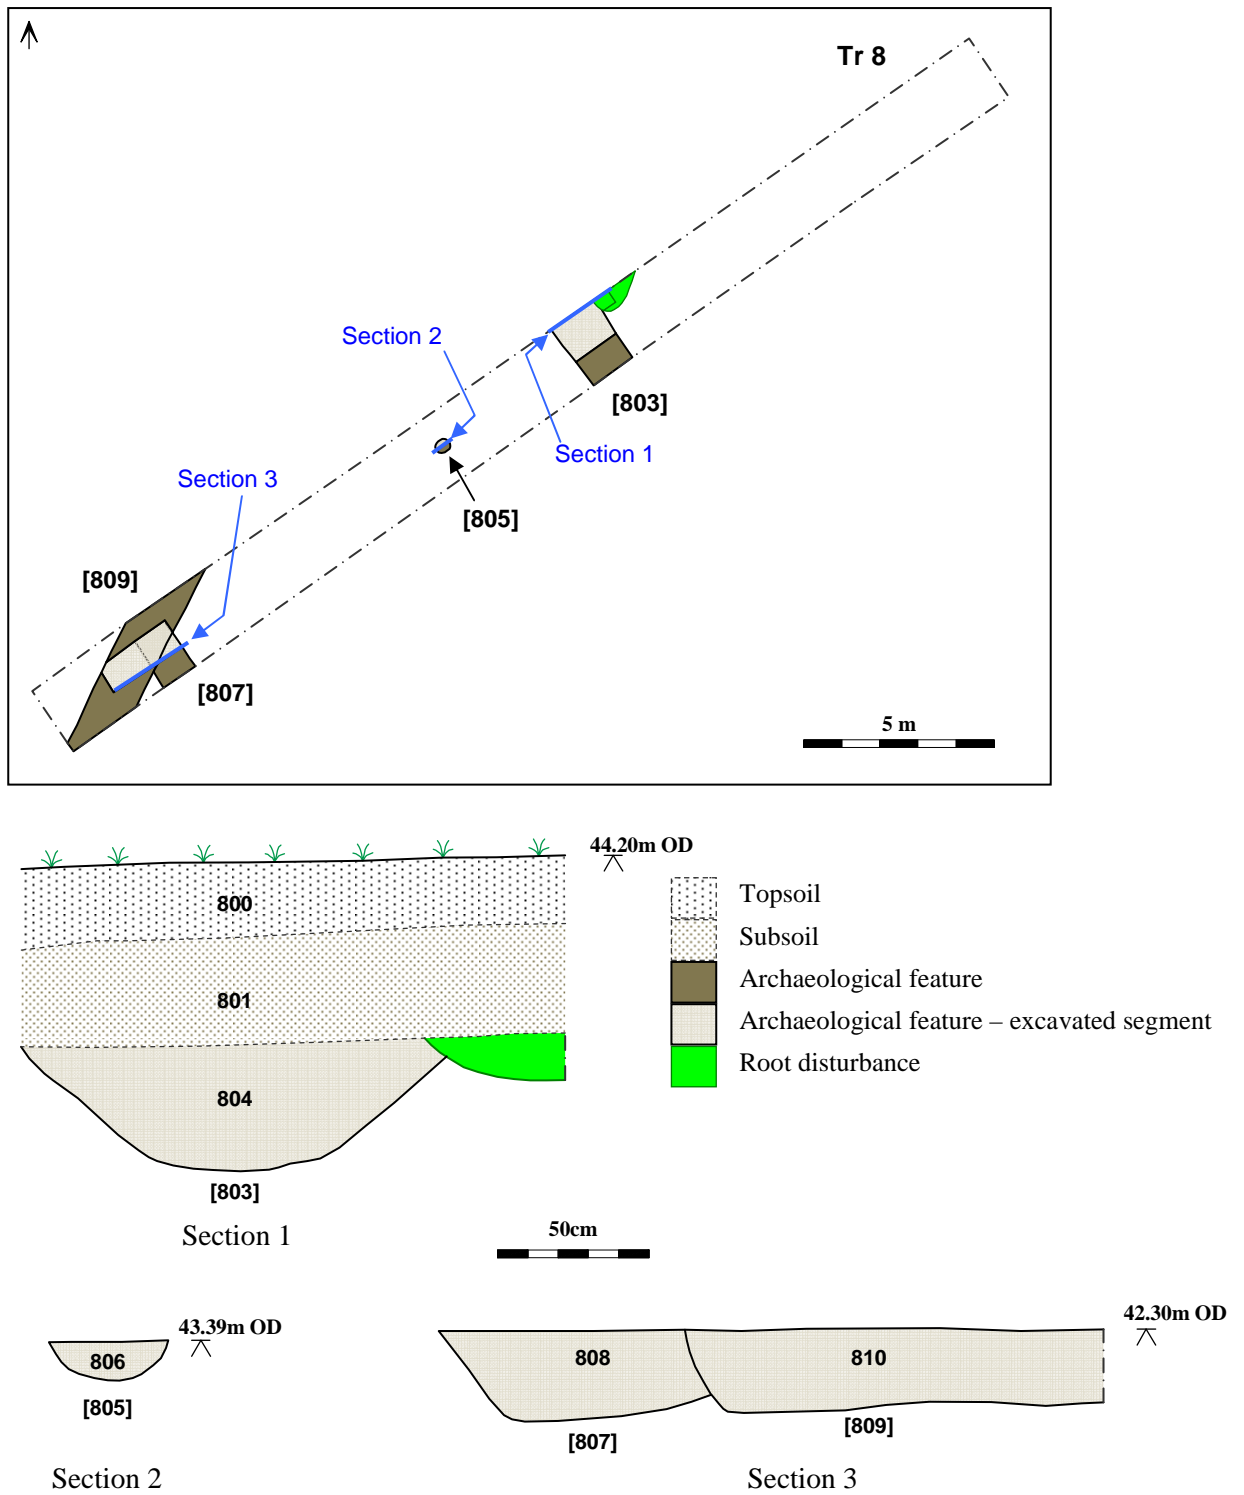 Tr 8
Section 2
[803]
Section 1
Section 3
[805]
[809]
[807]
5 m
44.20m OD
800
801
804
[803]
Section 1
Topsoil
Subsoil
Archaeological feature
Archaeological feature – excavated segment
Root disturbance
50cm
43.39m OD
806
[805]
Section 2
42.30m OD
808
810
[807]
[809]
Section 3